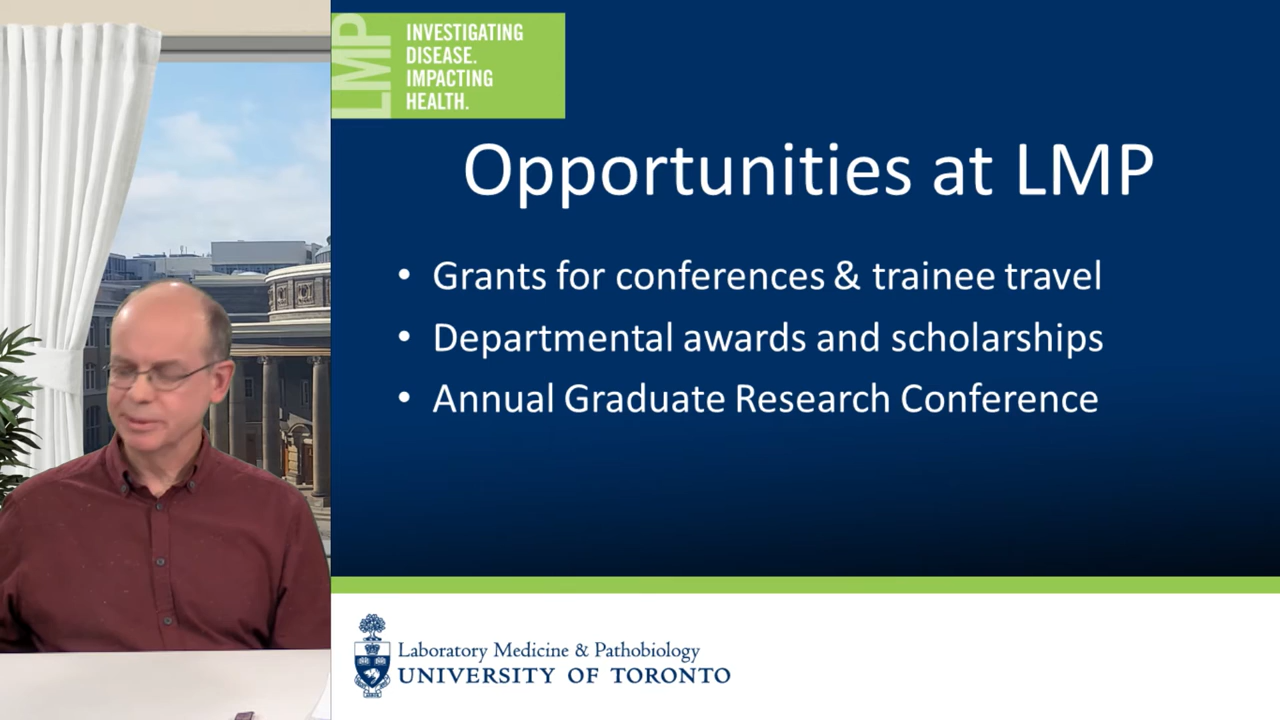 LMP
INVESTIGATING
DISEASE.
IMPACTING
HEALTH.
Opportunities at LMP
• Grants for conferences & trainee travel
• Departmental awards and scholarships
• Annual Graduate Research Conference
Laboratory Medicine & Pathobiology
UNIVERSITY OF TORONTO